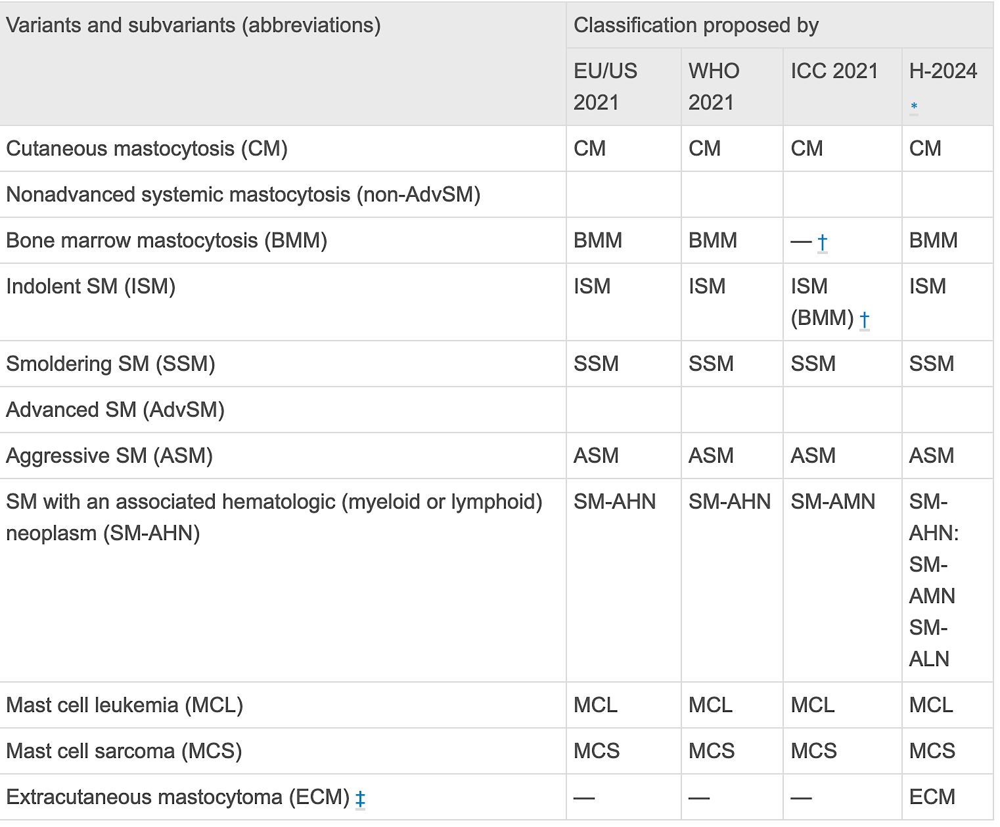 Variants and subvariants (abbreviations)
Classification proposed by
EU/US
2021
WHO
2021
ICC 2021
H-2024
*
Cutaneous mastocytosis (CM)
CM
CM
CM
CM
Nonadvanced systemic mastocytosis (non-AdvSM)
Bone marrow mastocytosis (BMM)
BMM
BMM
— †
BMM
Indolent SM (ISM)
ISM
ISM
ISM
(BMM) †
ISM
Smoldering SM (SSM)
SSM
SSM
SSM
SSM
Advanced SM (AdvSM)
Aggressive SM (ASM)
ASM
ASM
ASM
ASM
SM with an associated hematologic (myeloid or lymphoid)
neoplasm (SM-AHN)
SM-AHN
SM-AHN
SM-AMN
SM-
AHN:
SM-
AMN
SM-
ALN
Mast cell leukemia (MCL)
MCL
MCL
MCL
MCL
Mast cell sarcoma (MCS)
MCS
MCS
MCS
MCS
Extracutaneous mastocytoma (ECM) ‡
—
—
—
ECM